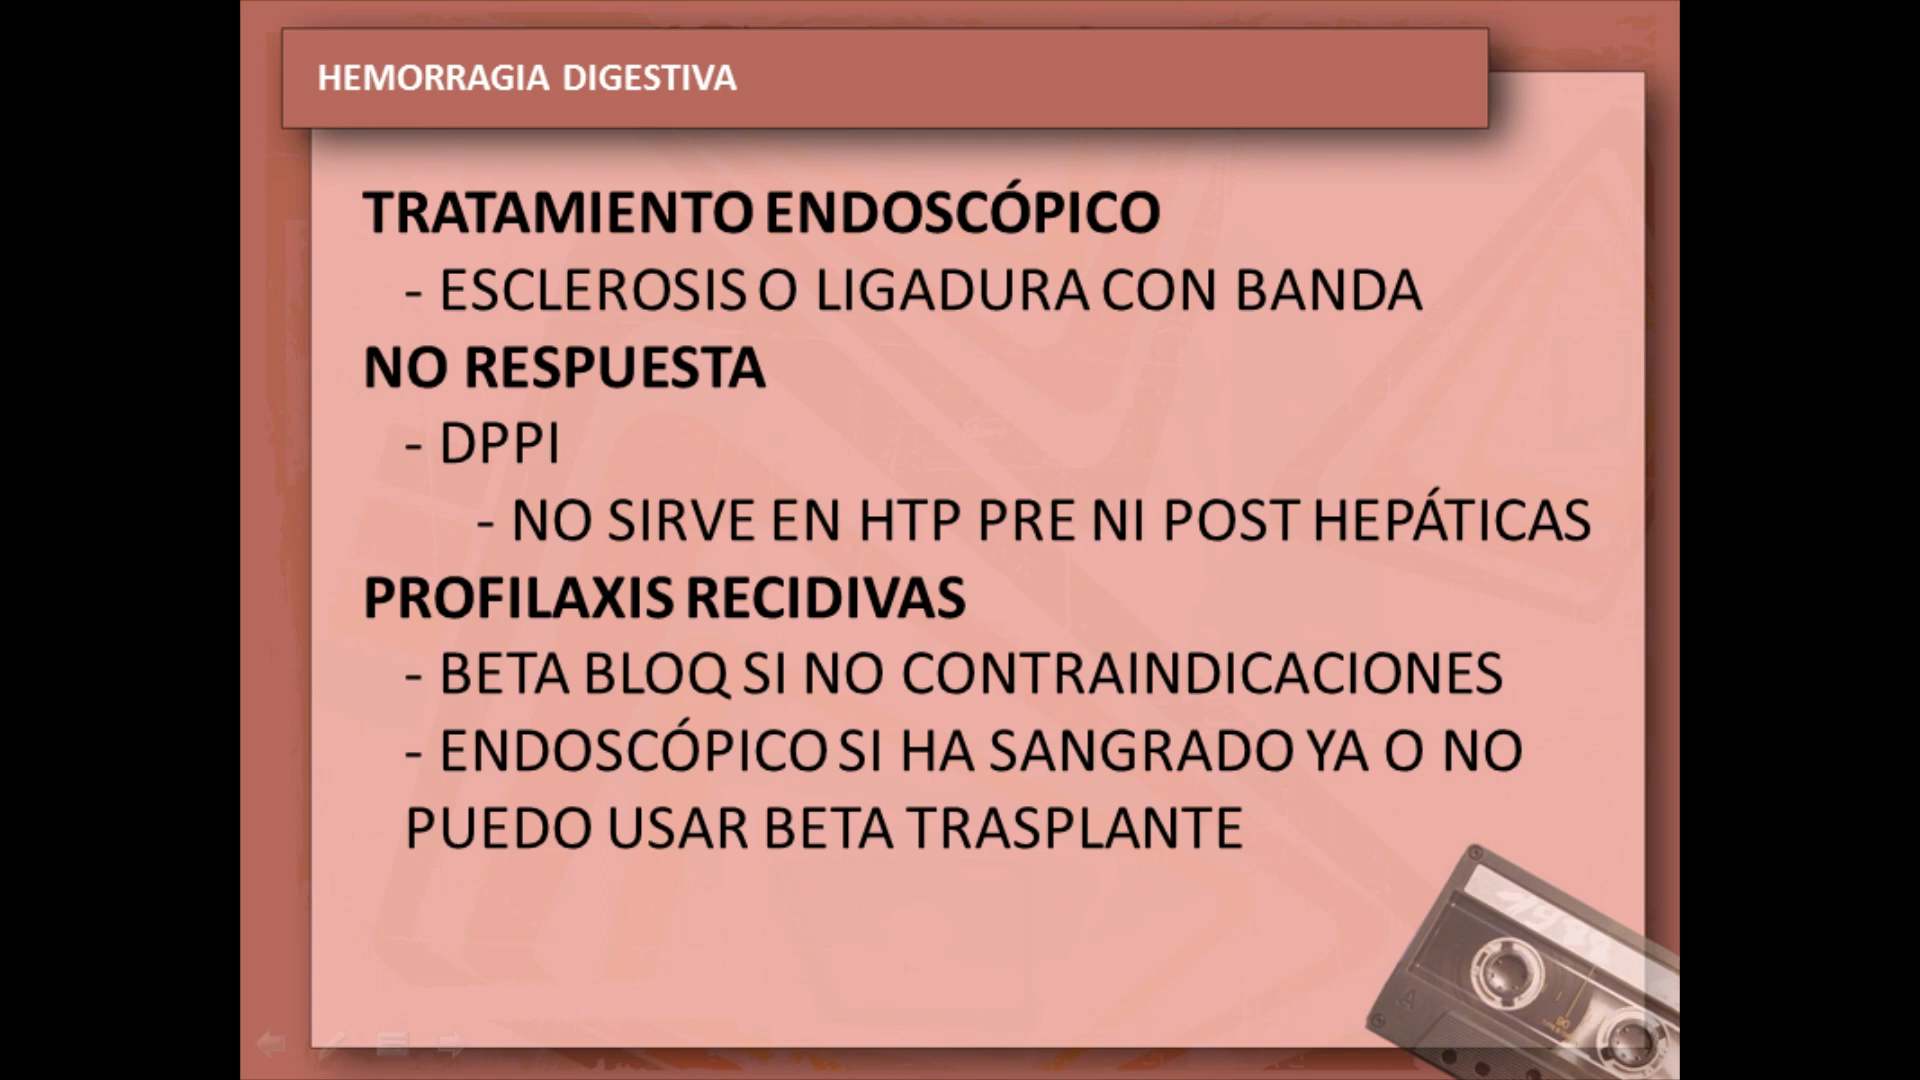 HEMORRAGIA DIGESTIVA
TRATAMIENTO ENDOSCÓPICO
- ESCLEROSIS O LIGADURA CON BANDA
NO RESPUESTA
- DPPI
- NO SIRVE EN HTP PRE NI POST HEPÁTICAS
PROFILAXIS RECIDIVAS
- BETA BLOQ SI NO CONTRAINDICACIONES
- ENDOSCÓPICO SI HA SANGRADO YA O NO
PUEDO USAR BETA TRASPLANTE
A
90